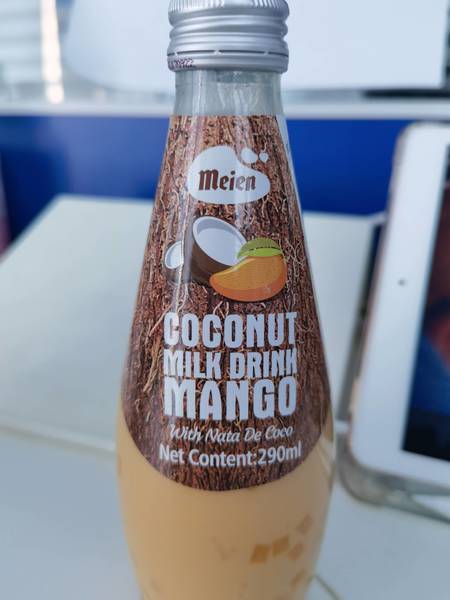 Meien
COCONUT
MILK DRINK
MANGO
With Nata De Coco
Net Content:290ml